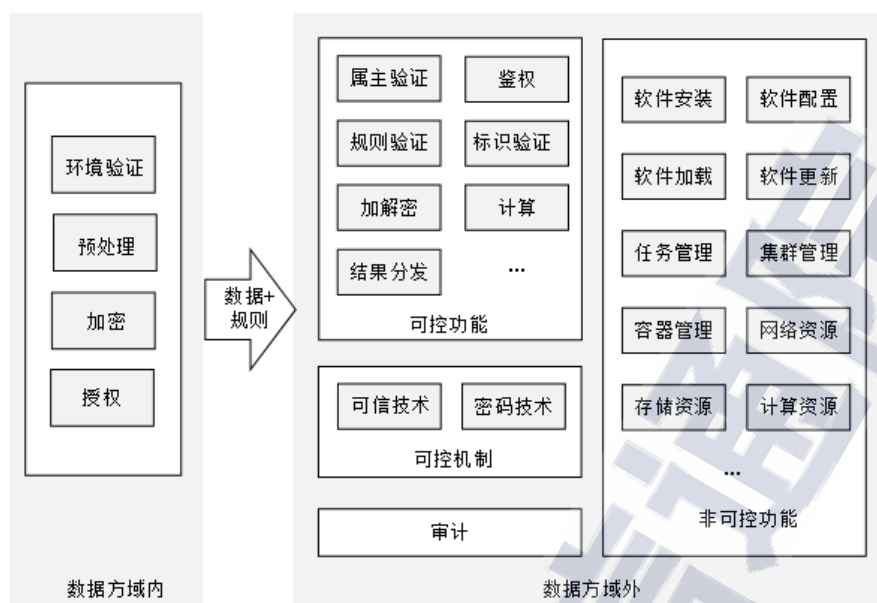 环境验证
预处理
加密
授权
数据方域内
数据+
规则
属主验证 鉴权
规则验证 标识验证
加解密 计算
结果分发 ...
可控功能
可信技术 密码技术
可控机制
审计
软件安装 软件配置
软件加载 软件更新
任务管理 集群管理
容器管理 网络资源
存储资源 计算资源
...
非可控功能
数据方域外